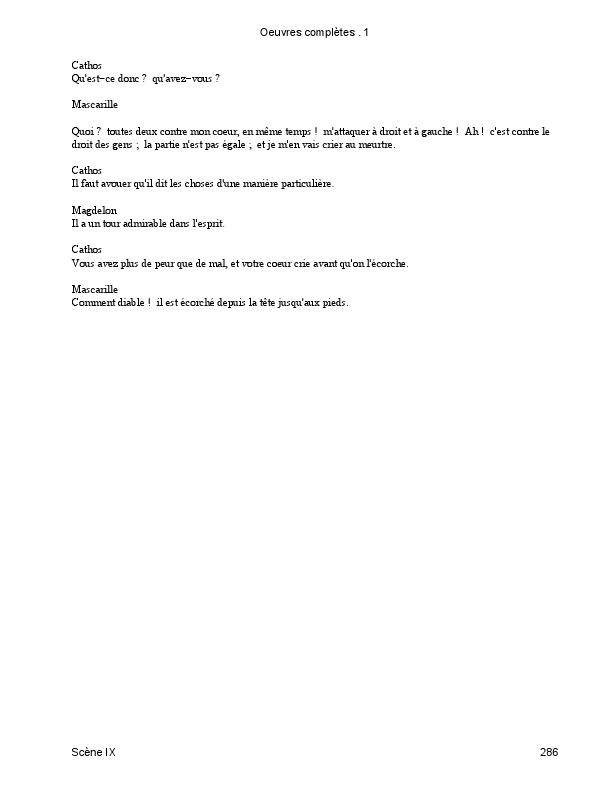 Oeuvres complètes . 1
Cathos
Qu'est−ce donc ? qu'avez−vous ?
Mascarille
Quoi ? toutes deux contre mon coeur, en même temps ! m'attaquer à droit et à gauche ! Ah ! c'est contre le
droit des gens ; la partie n'est pas égale ; et je m'en vais crier au meurtre.
Cathos
Il faut avouer qu'il dit les choses d'une manière particulière.
Magdelon
Il a un tour admirable dans l'esprit.
Cathos
Vous avez plus de peur que de mal, et votre coeur crie avant qu'on l'écorche.
Mascarille
Comment diable ! il est écorché depuis la tête jusqu'aux pieds.
Scène IX 286